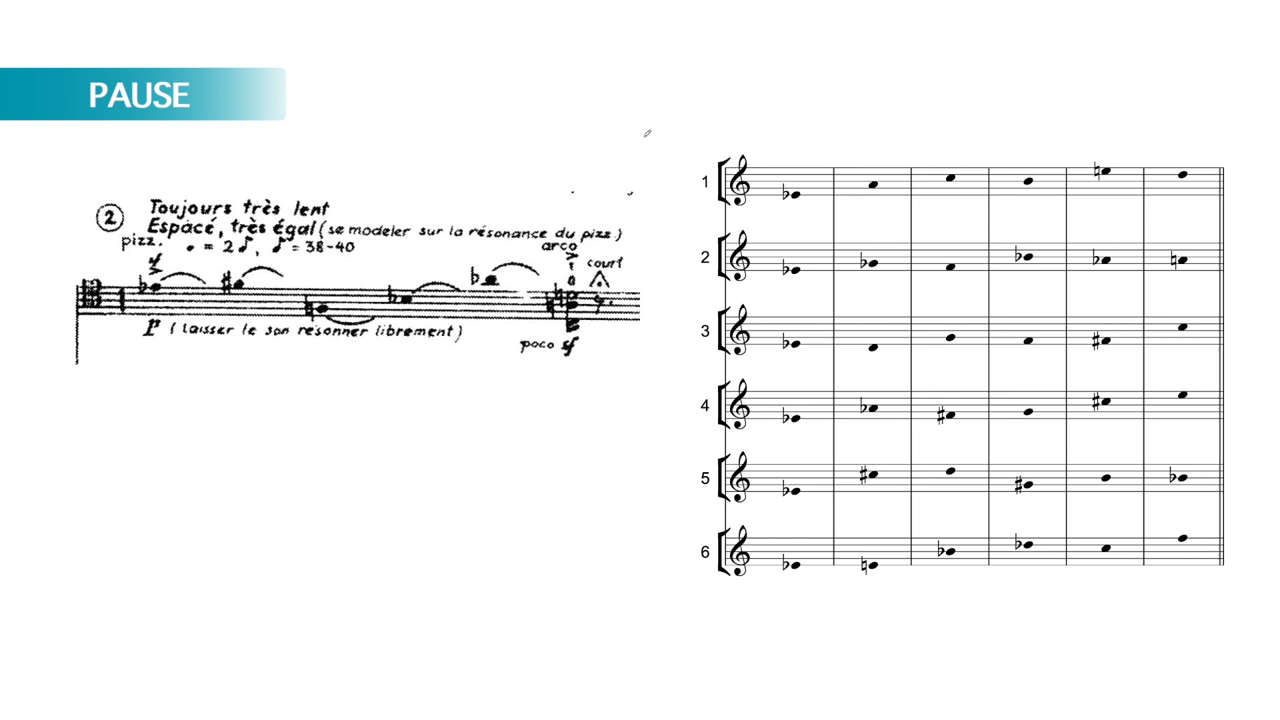 PAUSE
2
Toujours très lent
Espacé, très égal (se modeler sur la résonance du pizz.)
pizz.
= 2 , = 38-40
arco
court
sf
(laisser le son résonner librement)
poco sf
1
2
3
4
5
6